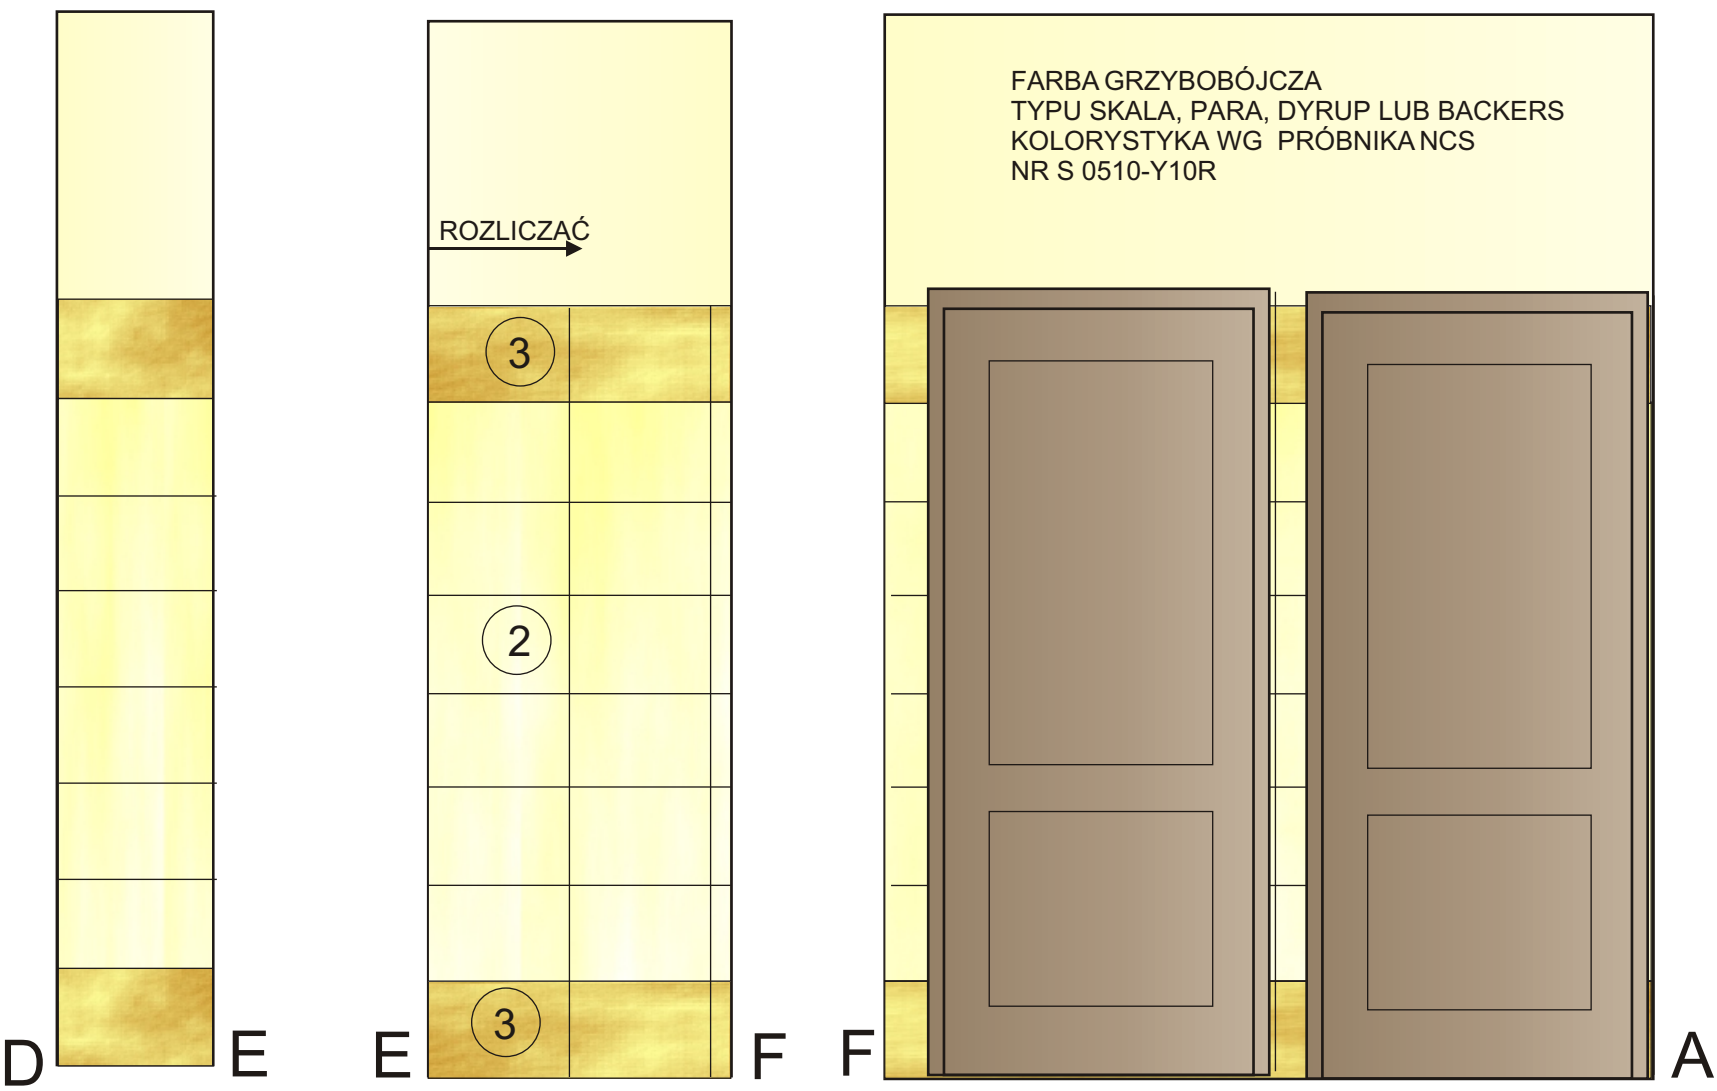 FARBA GRZYBOBÓJCZA
TYPU SKALA, PARA, DYRUP LUB BACKERS
KOLORYSTYKA WG PRÓBNIKA NCS
NR S 0510-Y10R
ROZLICZAĆ
3
2
3
D
E
E
F
F
A